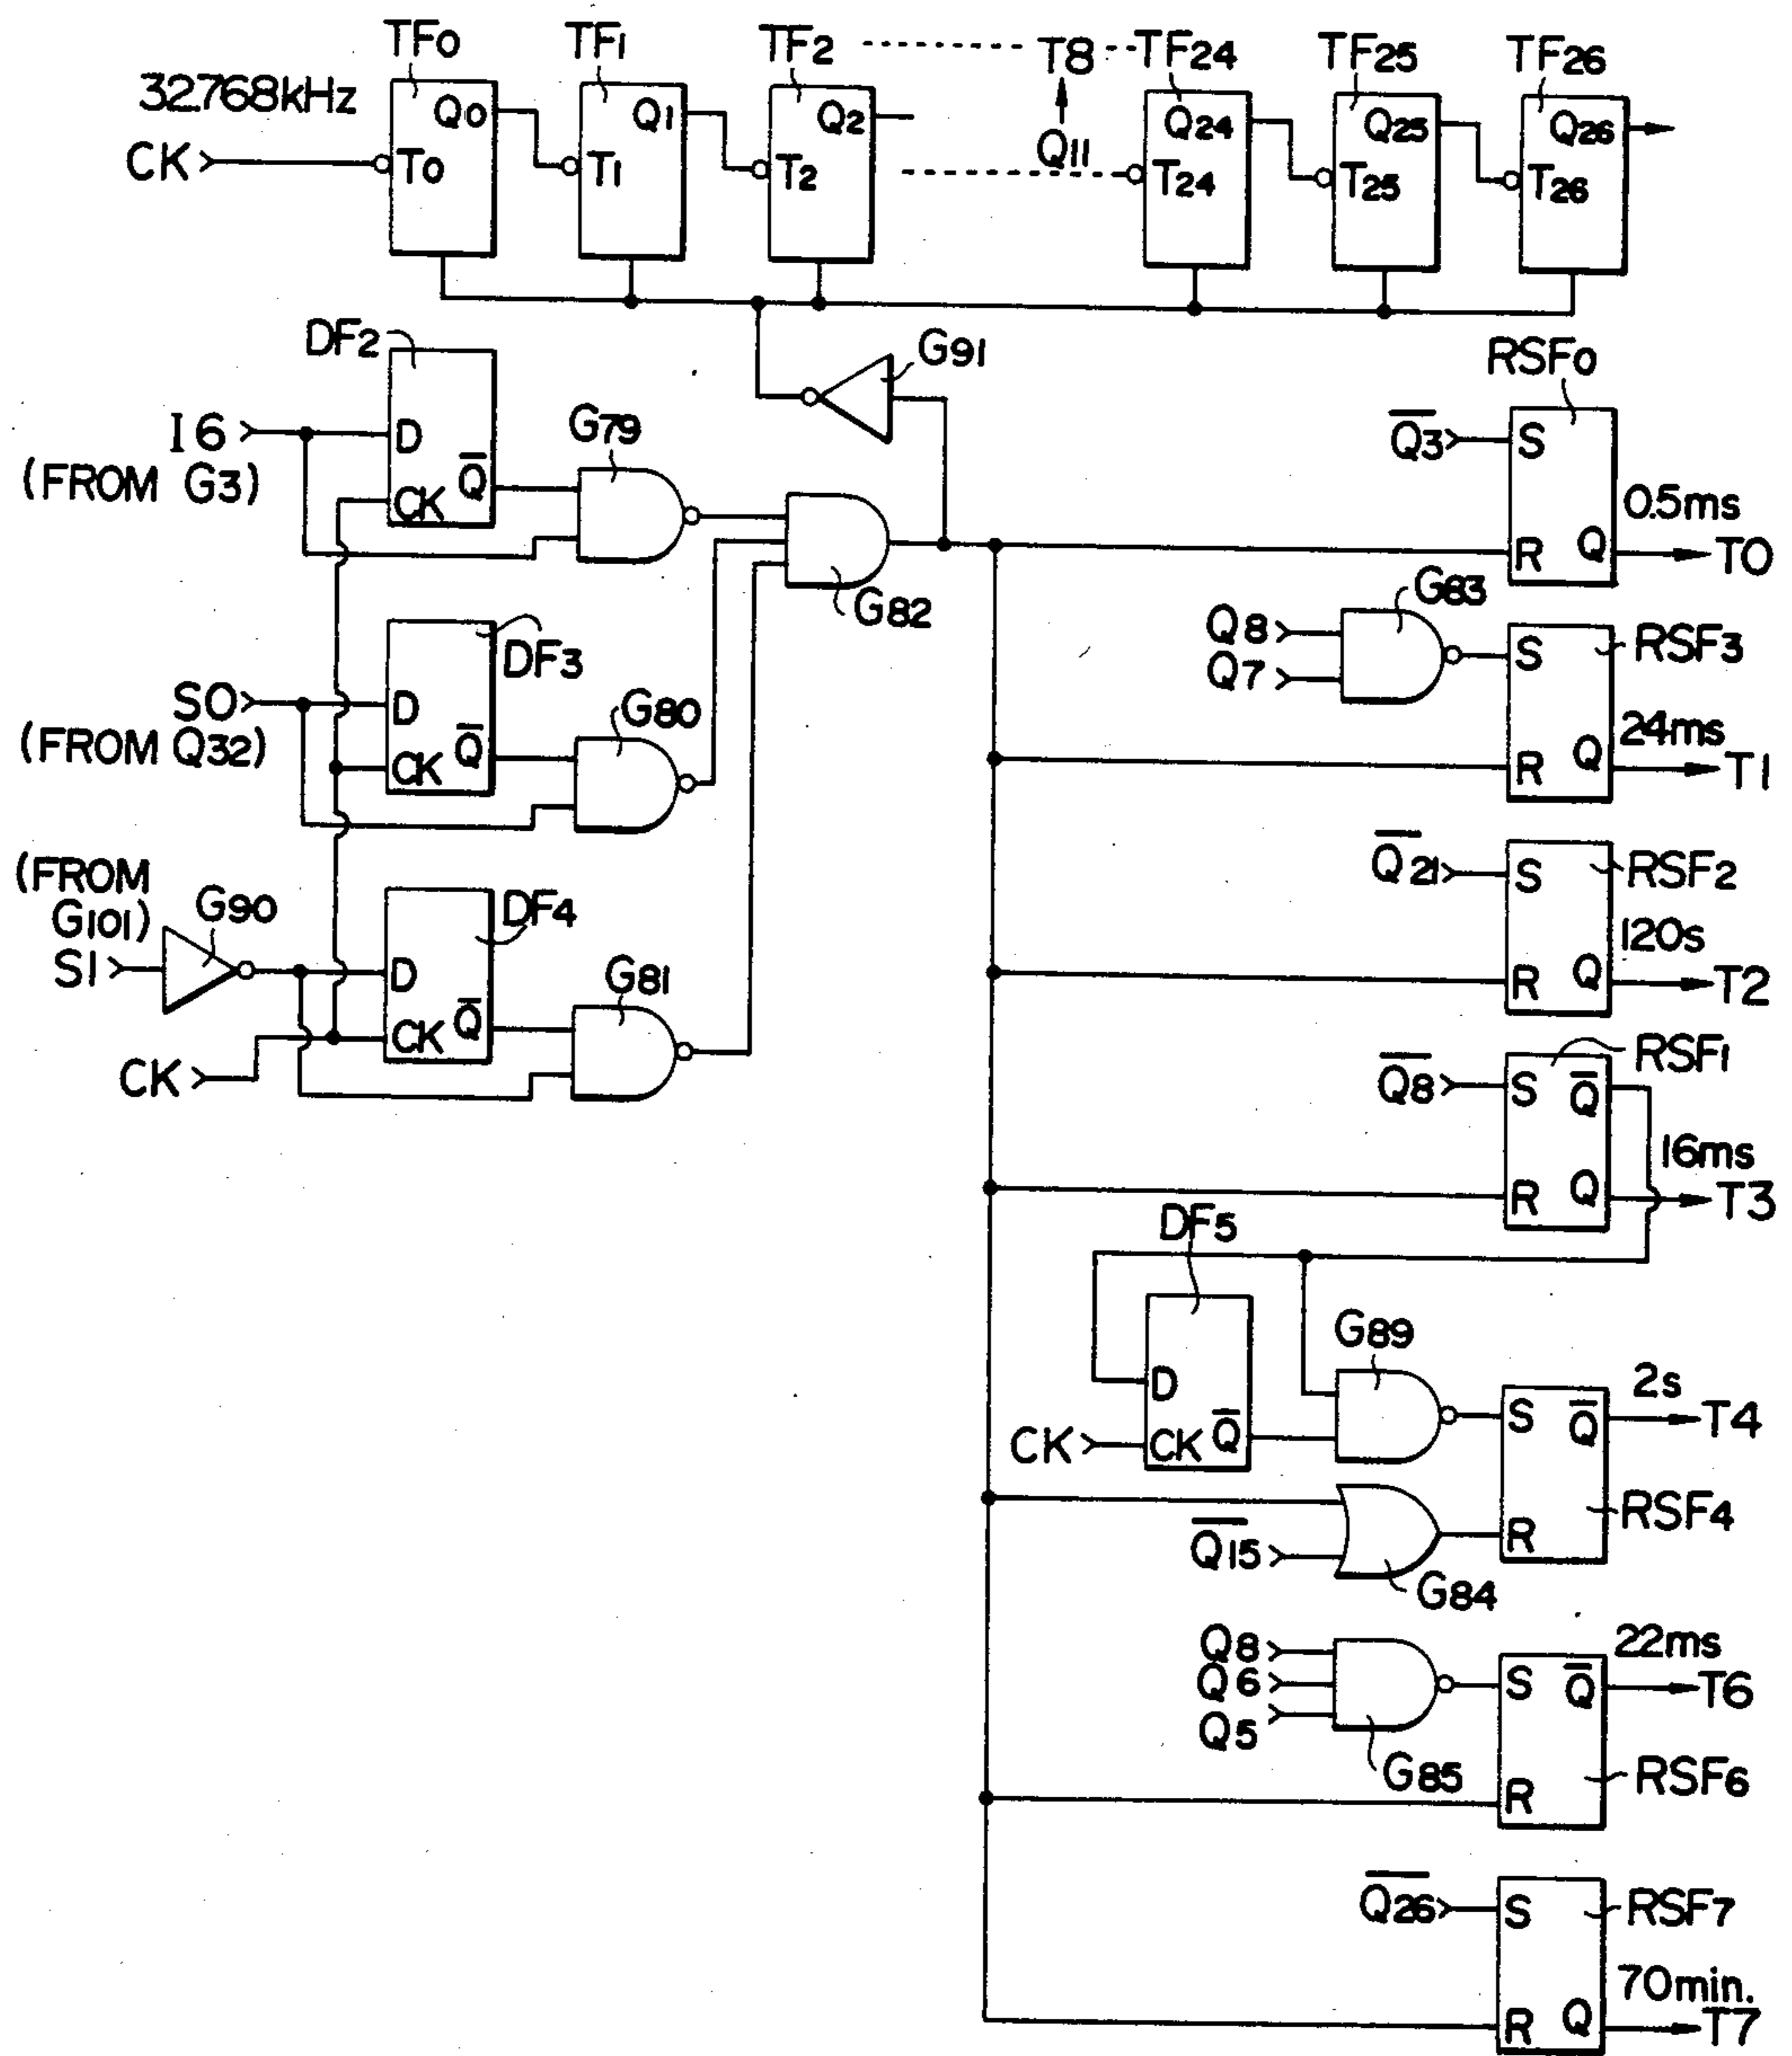 TF0 TF1 TF2 T8 TF24 TF25 TF26
32.768kHz
Q0 Q1 Q2 Q11 Q24 Q25 Q26
CK T0 T1 T2 T24 T25 T26
DF2 G91 RSF0
I6 D G79 Q̅3 S
(FROM G3) Q̅ 0.5ms
CK R Q T0
G82 G83
DF3 Q8 S RSF3
S0 D G80 Q7
(FROM Q32) Q̅ 24ms
CK R Q T1
(FROM G101) G90 DF4 Q̅21 S RSF2
S1 D G81 120s
CK Q̅ R Q T2
CK Q̅8 S Q̅ RSF1
16ms
R Q T3
DF5
D G89 2s
CK CK Q̅ S Q̅ T4
Q̅15 R RSF4
G84
Q8 22ms
Q6 S Q̅ T6
Q5
G85 R RSF6
Q̅26 S RSF7
70min.
R Q T7